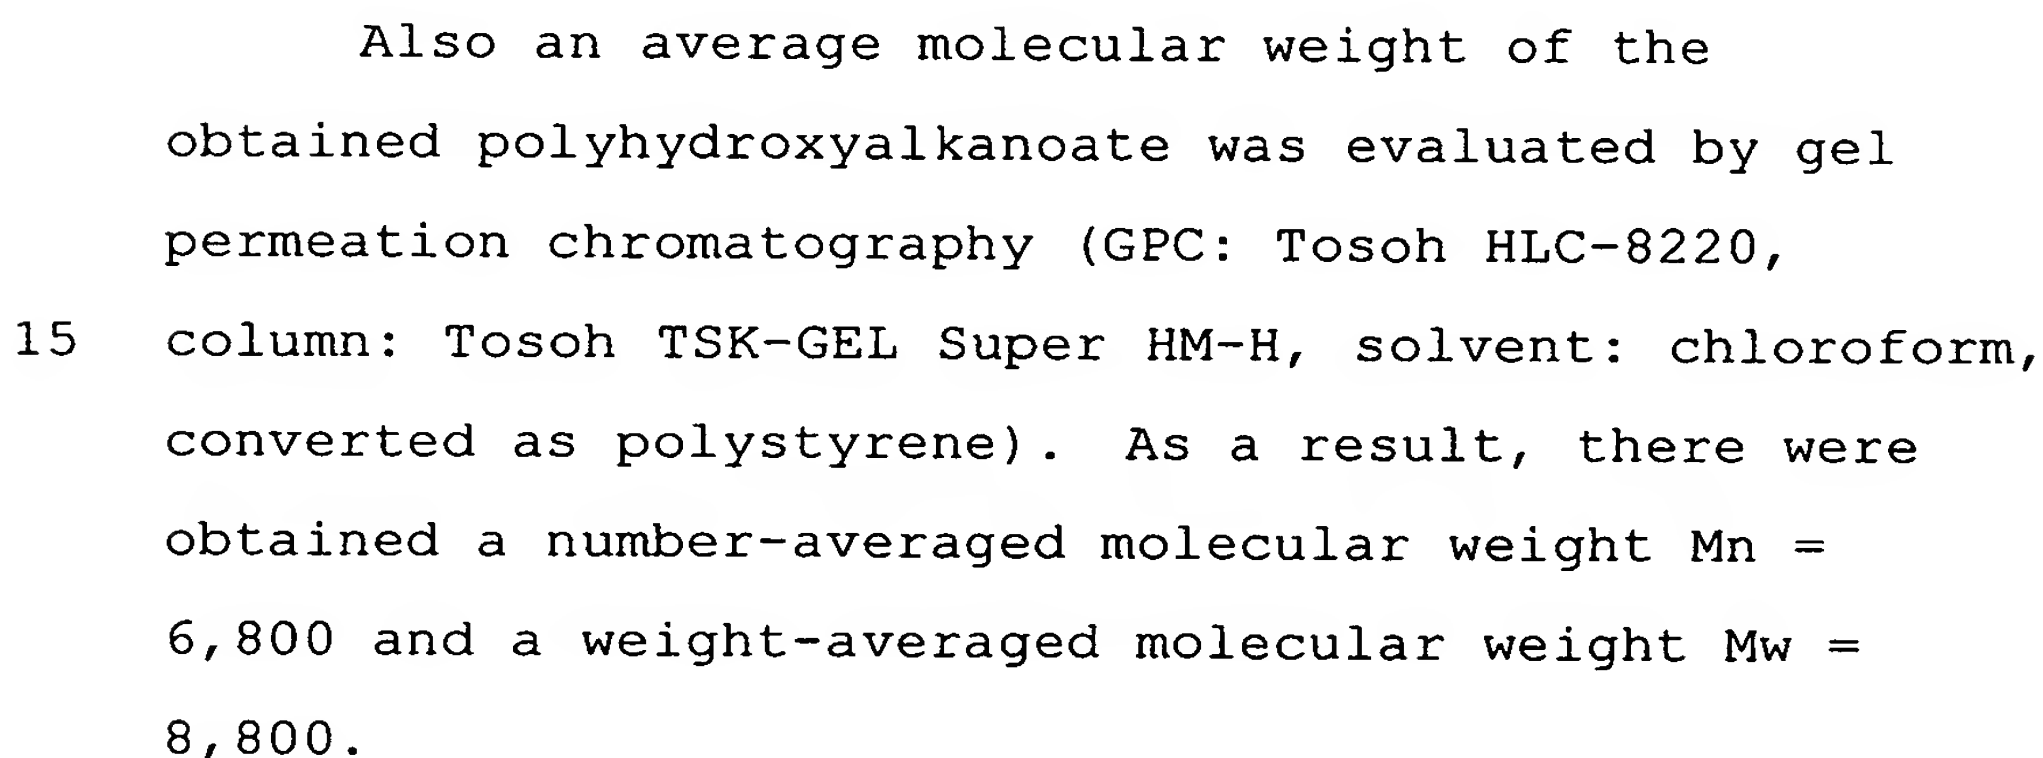 Also an average molecular weight of the
obtained polyhydroxyalkanoate was evaluated by gel
permeation chromatography (GPC: Tosoh HLC-8220,
15 column: Tosoh TSK-GEL Super HM-H, solvent: chloroform,
converted as polystyrene). As a result, there were
obtained a number-averaged molecular weight Mn =
6,800 and a weight-averaged molecular weight Mw =
8,800.